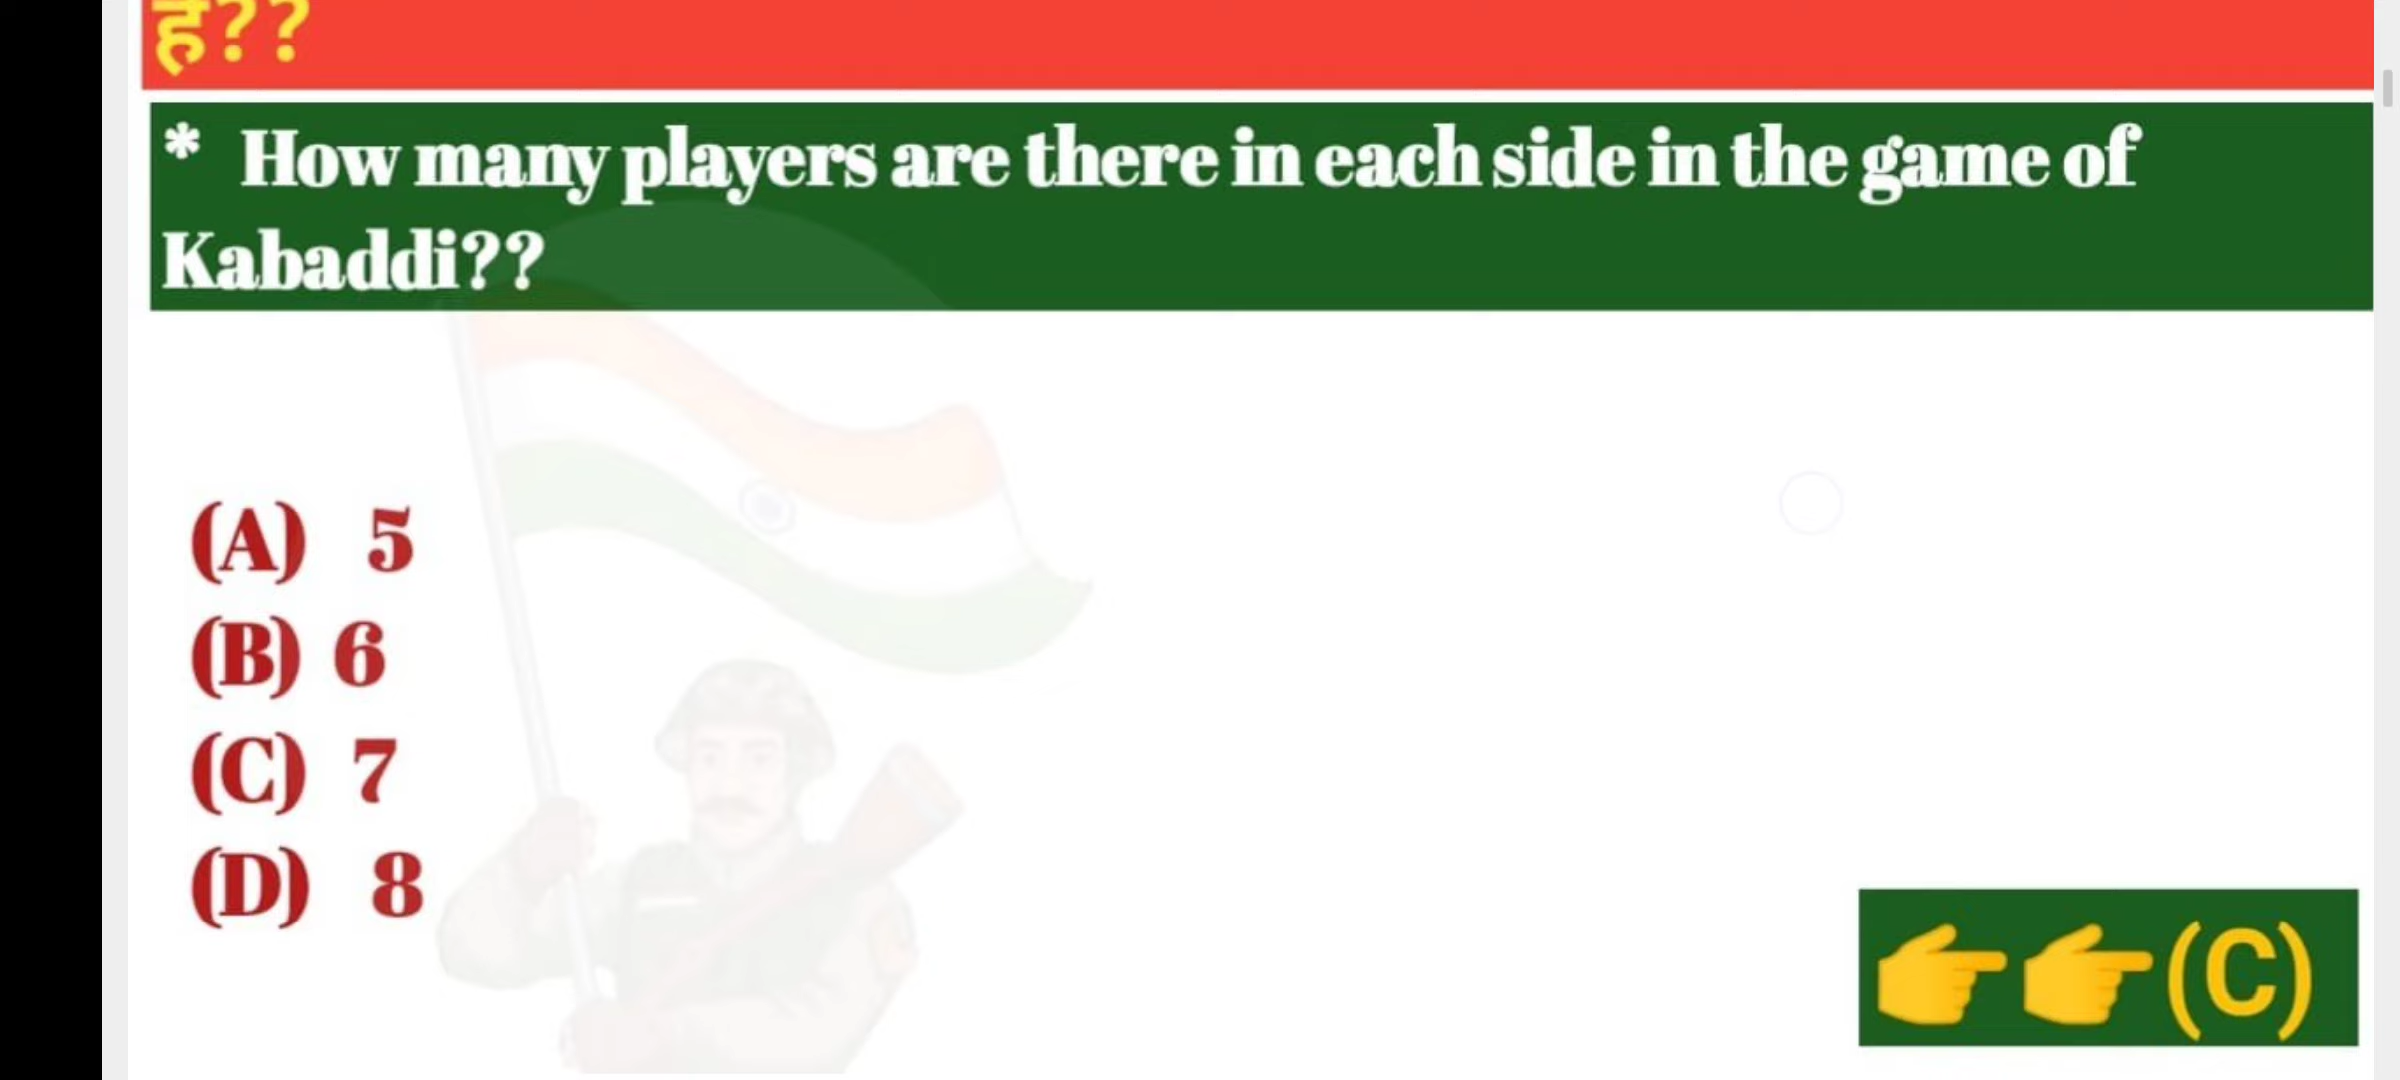 है??
* How many players are there in each side in the game of
Kabaddi??
(A) 5
(B) 6
(C) 7
(D) 8
👉👉(C)